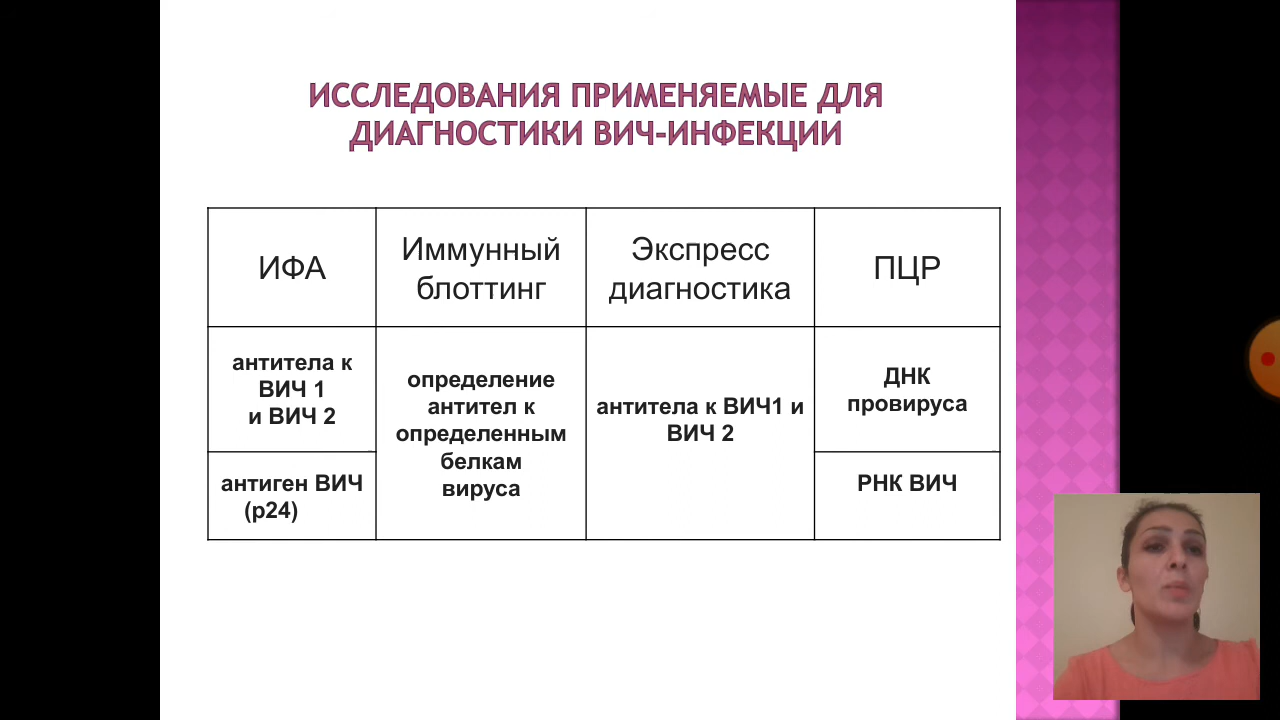 ИССЛЕДОВАНИЯ ПРИМЕНЯЕМЫЕ ДЛЯ
ДИАГНОСТИКИ ВИЧ-ИНФЕКЦИИ
ИФА
Иммунный
блоттинг
Экспресс
диагностика
ПЦР
антитела к
ВИЧ 1
и ВИЧ 2
антиген ВИЧ
(р24)
определение
антител к
определенным
белкам
вируса
антитела к ВИЧ1 и
ВИЧ 2
ДНК
провируса
РНК ВИЧ